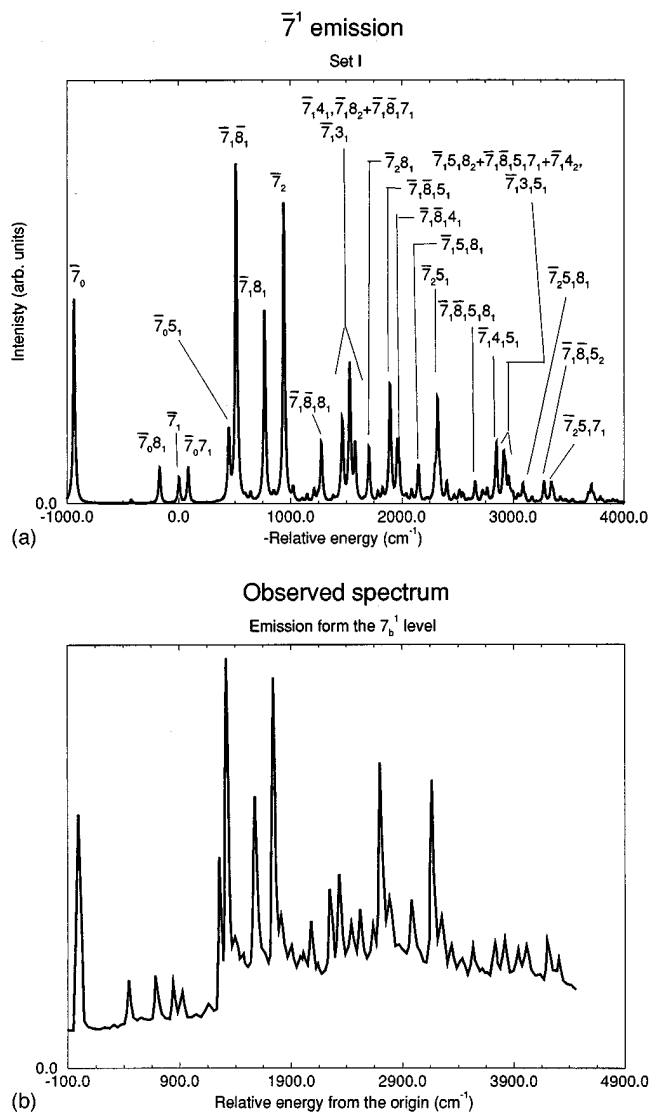 7̅¹ emission
Set I
7̅₁4₁,7̅₁8₂+7̅₁8̅₁7₁
7̅₁3₁
7̅₁8̅₁
7̅₂
7̅₂8₁
7̅₁5₁8₂+7̅₁8̅₁5₁7₁+7̅₁4₂,
7̅₁3₁5₁
7̅₁8̅₁5₁
7̅₁8̅₁4₁
7̅₁5₁8₁
7̅₀
7̅₁8₁
7̅₂5₁
7̅₂5₁8₁
7̅₀5₁
7̅₁8̅₁5₁8₁
7̅₁4₁5₁
7̅₁8̅₁5₂
7̅₁8̅₁8₁
7̅₂5₁7₁
7̅₀8₁
7̅₁
7̅₀7₁
Intenisty (arb. units)
0.0
-1000.0 0.0 1000.0 2000.0 3000.0 4000.0
-Relative energy (cm⁻¹)
(a)
Observed spectrum
Emission form the 7b¹ level
0.0
-100.0 900.0 1900.0 2900.0 3900.0 4900.0
Relative energy from the origin (cm⁻¹)
(b)